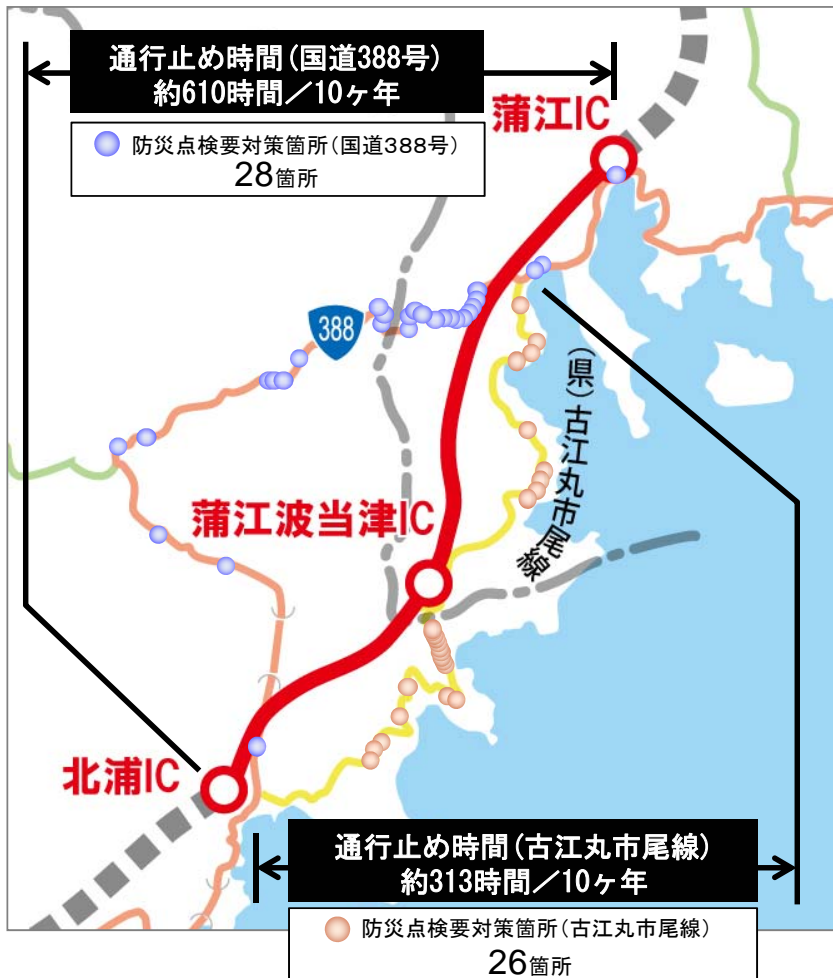 通行止め時間(国道388号)
約610時間／10ヶ年
防災点検要対策箇所(国道388号)
28箇所
蒲江IC
388
(県)古江丸市尾線
蒲江波当津IC
北浦IC
通行止め時間(古江丸市尾線)
約313時間／10ヶ年
防災点検要対策箇所(古江丸市尾線)
26箇所